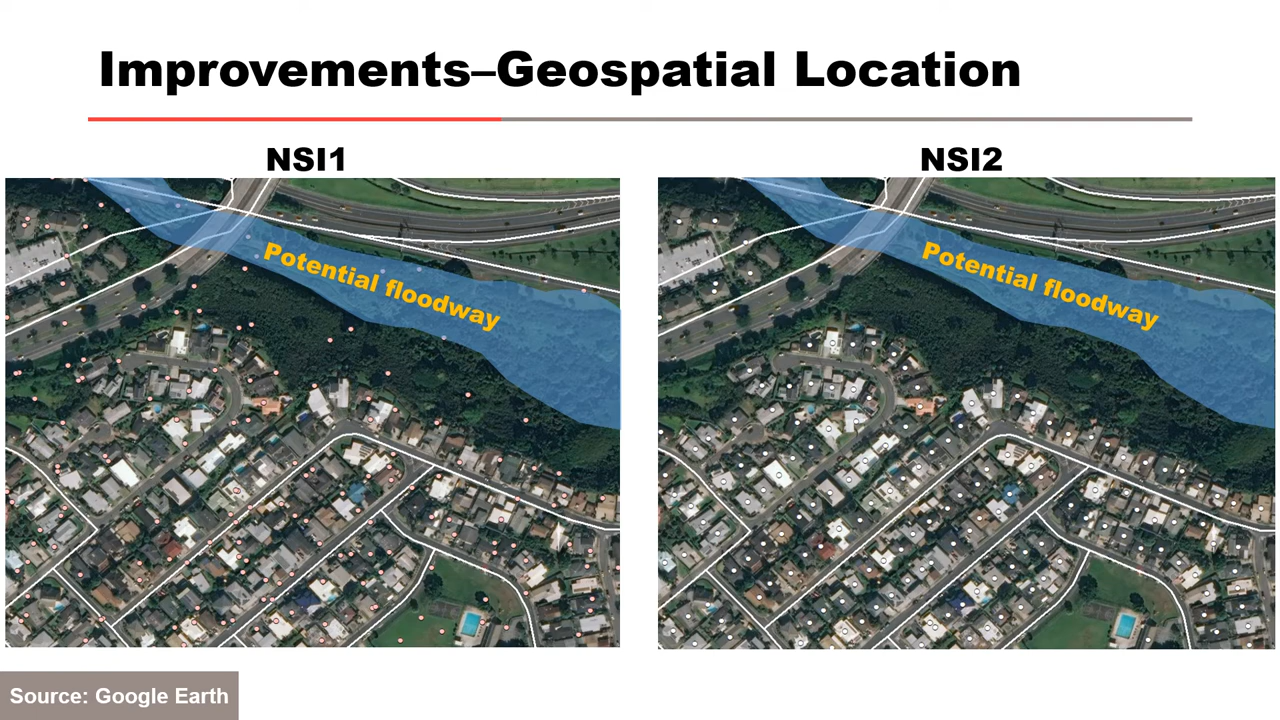 Improvements–Geospatial Location
NSI1
NSI2
Potential floodway
Potential floodway
Source: Google Earth